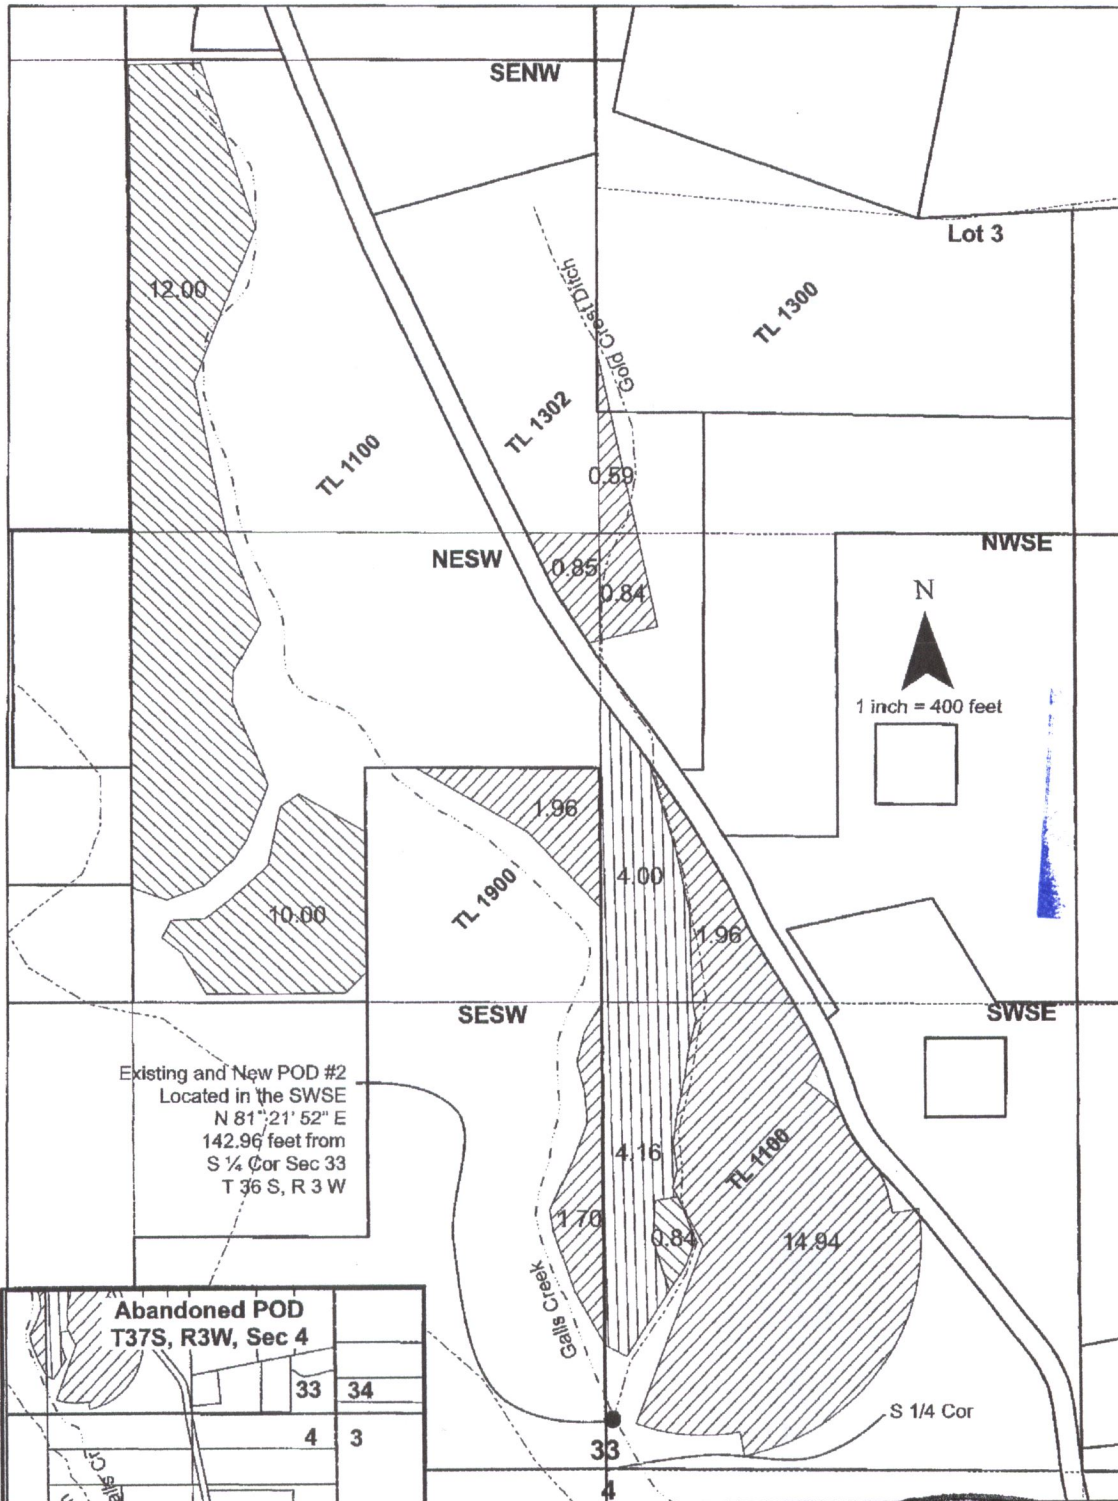 SENW
Lot 3
Gold Crest Ditch
TL 1300
12.00
TL 1302
TL 1100
0.59
NESW
NWSE
0.85
0.84
N
1 inch = 400 feet
1.96
4.00
TL 1900
10.00
1.96
SESW
SWSE
Existing and New POD #2
Located in the SWSE
N 81° 21' 52" E
142.96 feet from
S ¼ Cor Sec 33
T 36 S, R 3 W
4.16
TL 1100
1.70
0.84
14.94
Galls Creek
Abandoned POD
T37S, R3W, Sec 4
33
34
4
3
S 1/4 Cor
33
4